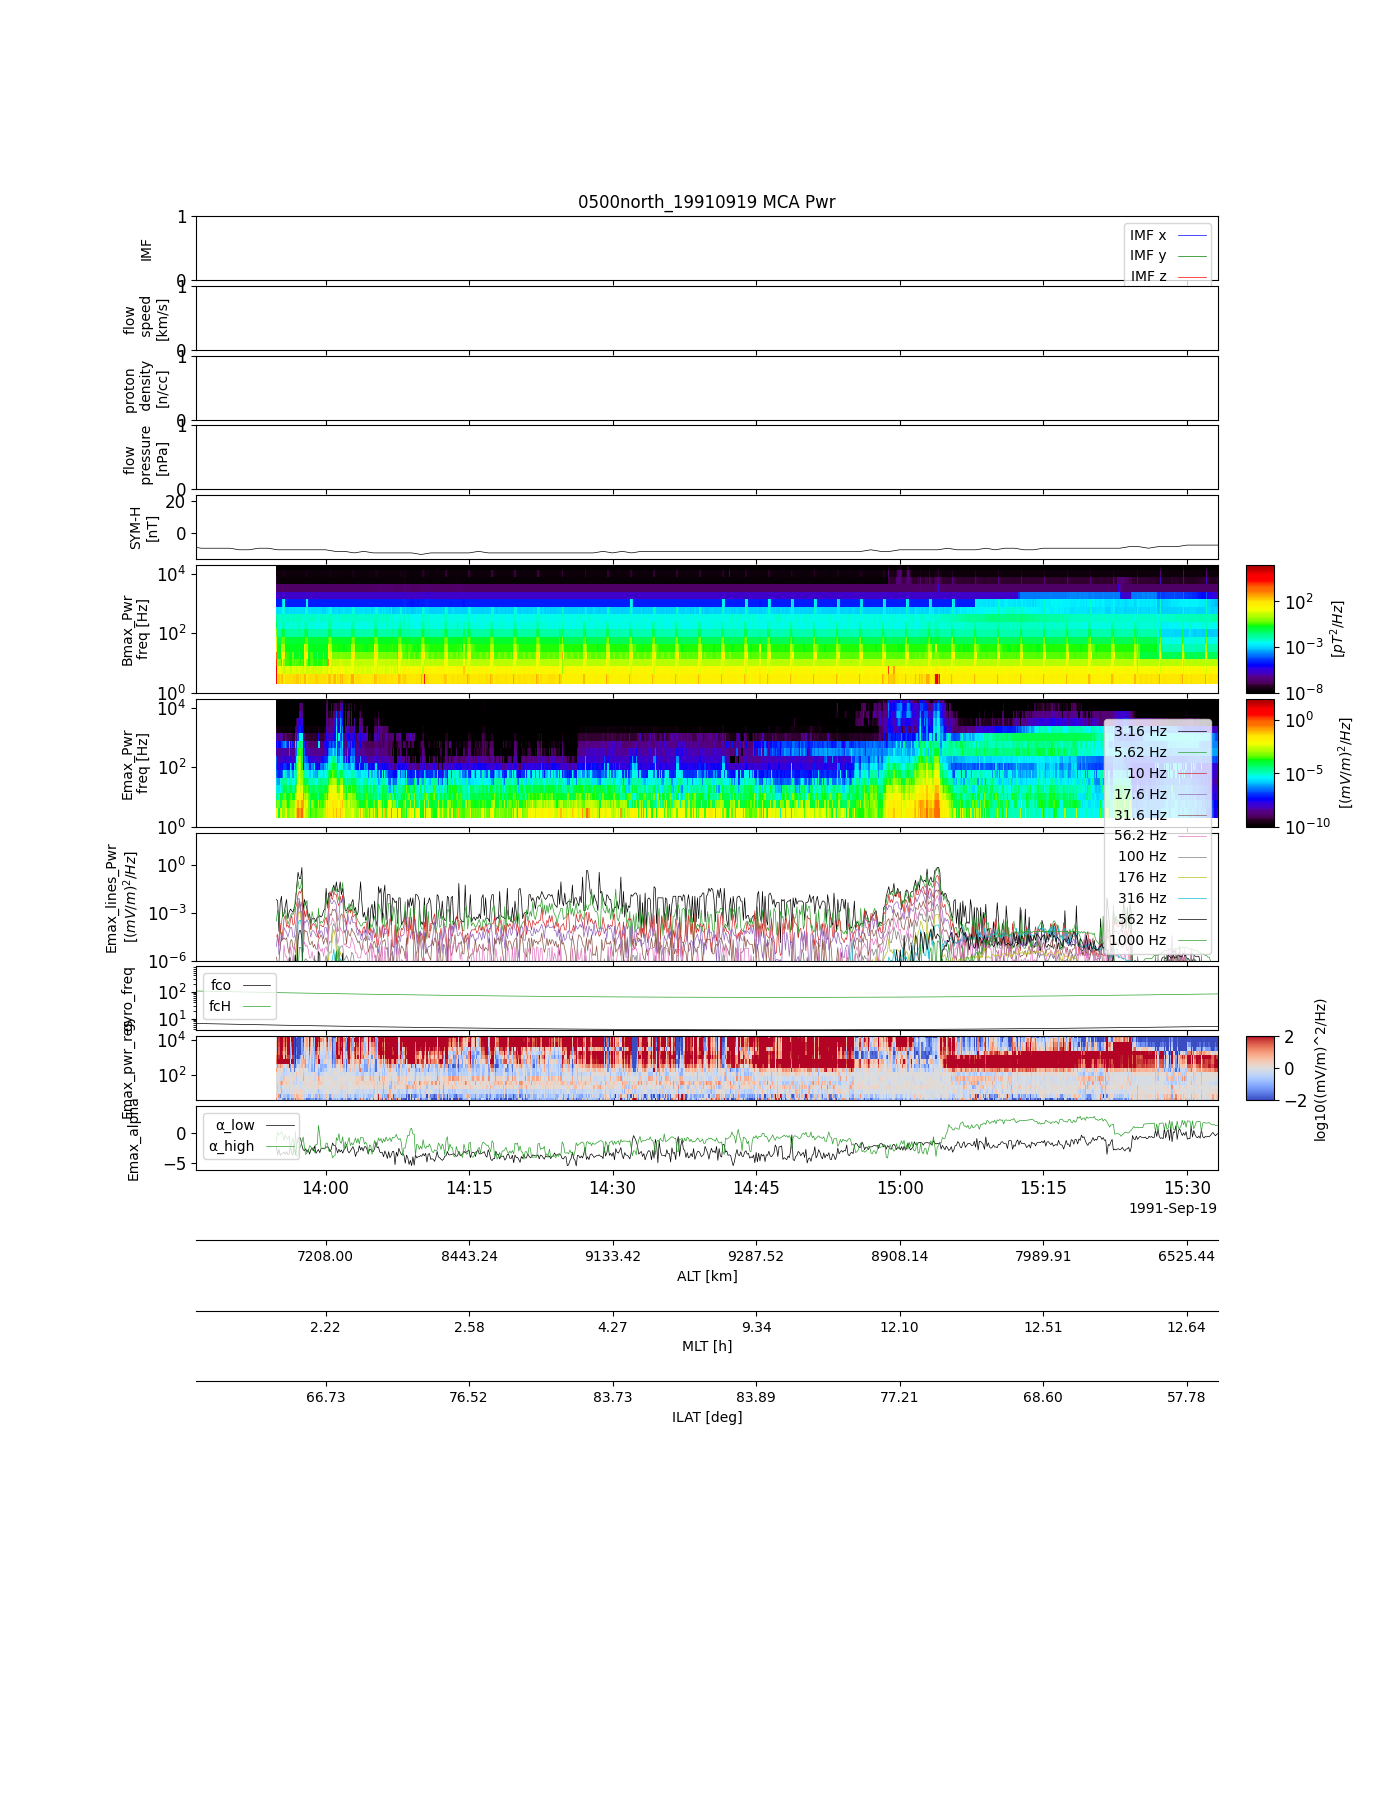 0500north_19910919 MCA Pwr
1
0
IMF
IMF x
IMF y
IMF z
1
0
flow
speed
[km/s]
1
0
proton
density
[n/cc]
1
0
flow
pressure
[nPa]
20
0
SYM-H
[nT]
10^4
10^2
10^0
Bmax_Pwr
freq [Hz]
10^2
10^-3
10^-8
[pT^2/Hz]
10^4
10^2
10^0
Emax_Pwr
freq [Hz]
10^0
10^-5
10^-10
[(mV/m)^2/Hz]
3.16 Hz
5.62 Hz
10 Hz
17.6 Hz
31.6 Hz
56.2 Hz
100 Hz
176 Hz
316 Hz
562 Hz
1000 Hz
10^0
10^-3
10^-6
Emax_lines_Pwr
[(mV/m)^2/Hz]
10^2
10^1
gyro_freq
fco
fcH
10^4
10^2
Emax_pwr_reg
2
0
−2
log10((mV/m)^2/Hz)
0
−5
Emax_alpha
α_low
α_high
14:00 14:15 14:30 14:45 15:00 15:15 15:30
1991-Sep-19
7208.00 8443.24 9133.42 9287.52 8908.14 7989.91 6525.44
ALT [km]
2.22 2.58 4.27 9.34 12.10 12.51 12.64
MLT [h]
66.73 76.52 83.73 83.89 77.21 68.60 57.78
ILAT [deg]